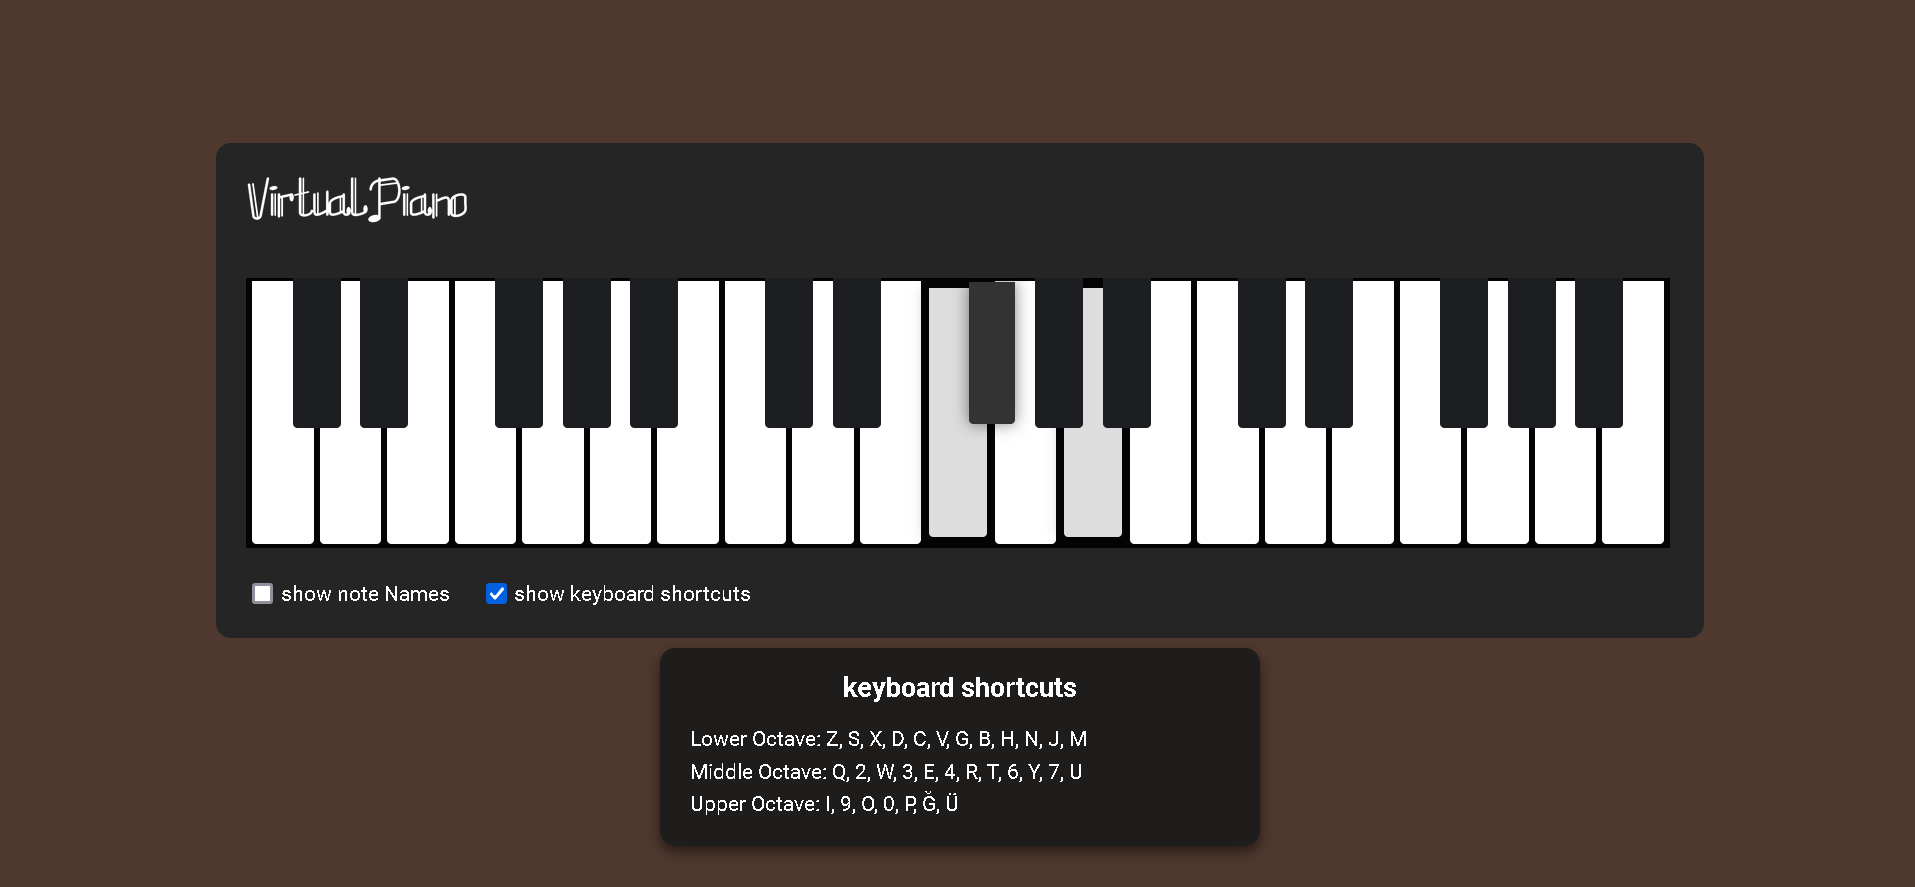 Virtual Piano
show note Names
show keyboard shortcuts
keyboard shortcuts
Lower Octave: Z, S, X, D, C, V, G, B, H, N, J, M
Middle Octave: Q, 2, W, 3, E, 4, R, T, 6, Y, 7, U
Upper Octave: I, 9, O, 0, P, Ğ, Ü